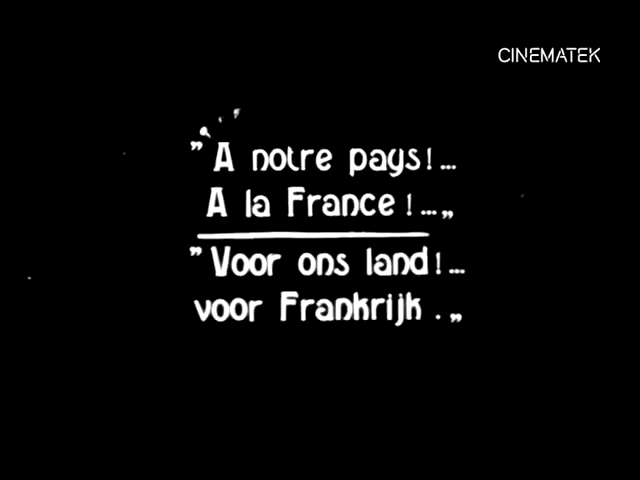 CINEMATEK
"A notre pays!...
A la France!...„
"Voor ons land!...
voor Frankrijk .„